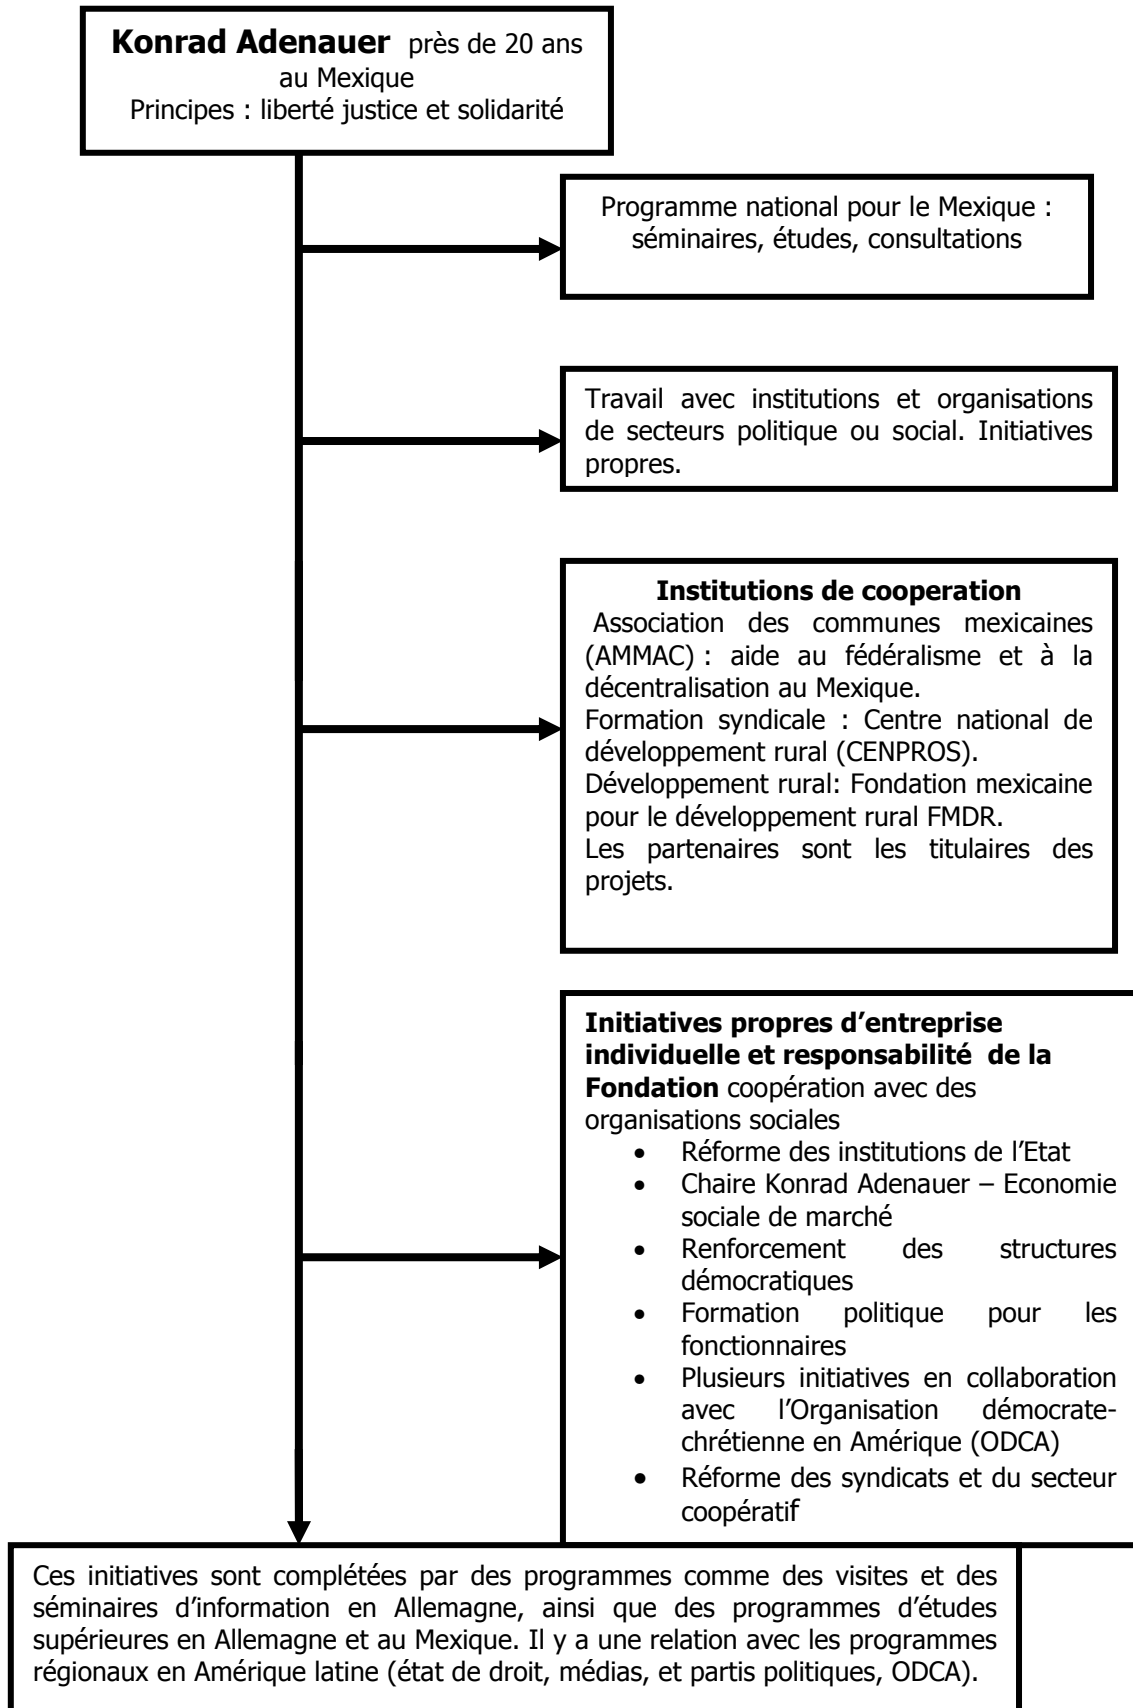 Konrad Adenauer près de 20 ans
au Mexique
Principes : liberté justice et solidarité
Programme national pour le Mexique :
séminaires, études, consultations
Travail avec institutions et organisations
de secteurs politique ou social. Initiatives
propres.
Institutions de cooperation
Association des communes mexicaines
(AMMAC) : aide au fédéralisme et à la
décentralisation au Mexique.
Formation syndicale : Centre national de
développement rural (CENPROS).
Développement rural: Fondation mexicaine
pour le développement rural FMDR.
Les partenaires sont les titulaires des
projets.
Initiatives propres d’entreprise
individuelle et responsabilité de la
Fondation coopération avec des
organisations sociales
• Réforme des institutions de l’Etat
• Chaire Konrad Adenauer – Economie
sociale de marché
• Renforcement des structures
démocratiques
• Formation politique pour les
fonctionnaires
• Plusieurs initiatives en collaboration
avec l’Organisation démocrate-
chrétienne en Amérique (ODCA)
• Réforme des syndicats et du secteur
coopératif
Ces initiatives sont complétées par des programmes comme des visites et des
séminaires d’information en Allemagne, ainsi que des programmes d’études
supérieures en Allemagne et au Mexique. Il y a une relation avec les programmes
régionaux en Amérique latine (état de droit, médias, et partis politiques, ODCA).